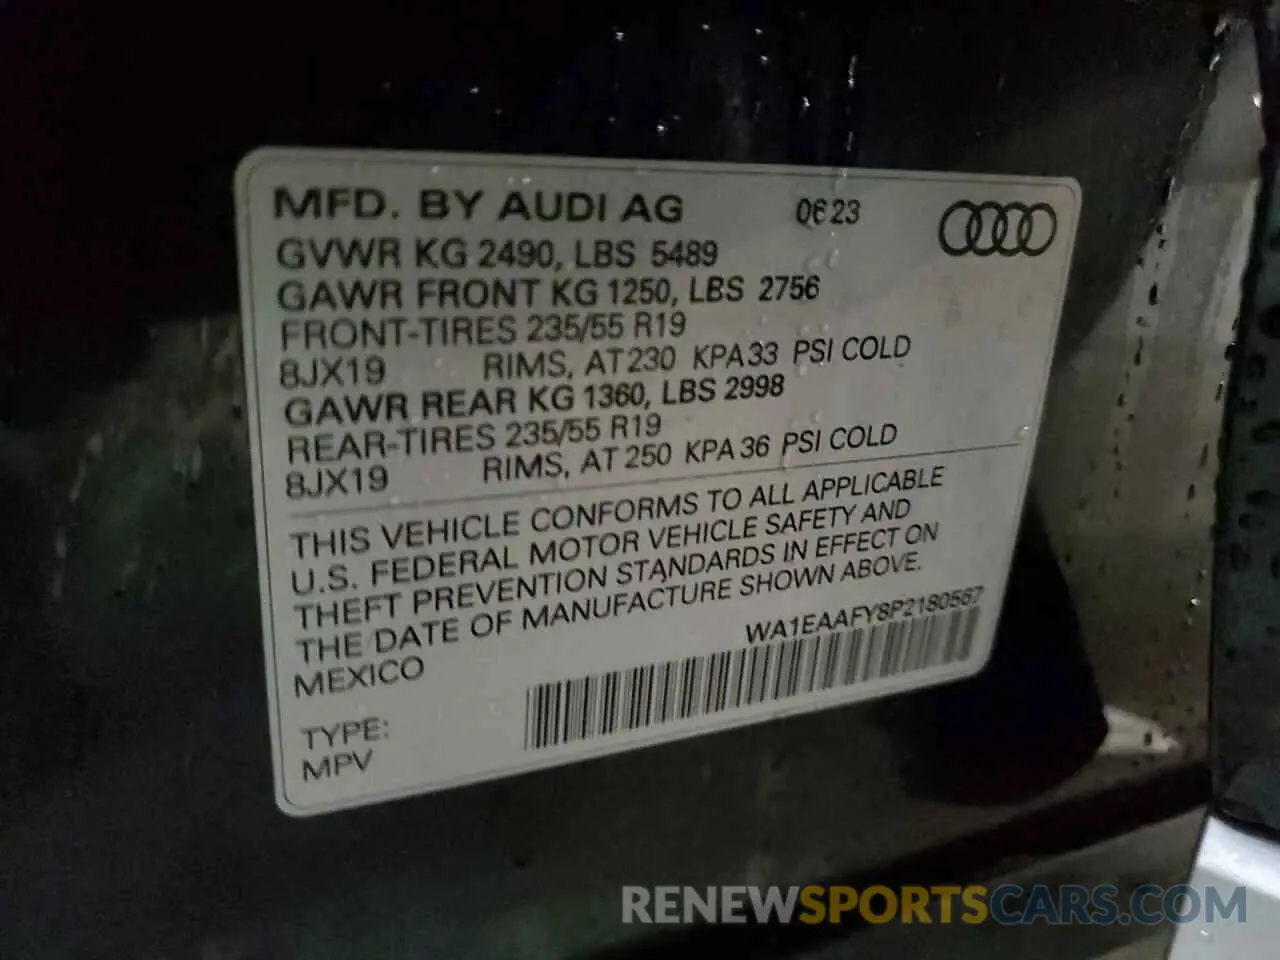 MFD. BY AUDI AG 06 23
GVWR KG 2490, LBS 5489
GAWR FRONT KG 1250, LBS 2756
FRONT-TIRES 235/55 R19
8JX19 RIMS, AT 230 KPA 33 PSI COLD
GAWR REAR KG 1360, LBS 2998
REAR-TIRES 235/55 R19
8JX19 RIMS, AT 250 KPA 36 PSI COLD
THIS VEHICLE CONFORMS TO ALL APPLICABLE
U.S. FEDERAL MOTOR VEHICLE SAFETY AND
THEFT PREVENTION STANDARDS IN EFFECT ON
THE DATE OF MANUFACTURE SHOWN ABOVE.
MEXICO
WA1EAAFY8P2180567
TYPE:
MPV
RENEWSPORTSCARS.COM